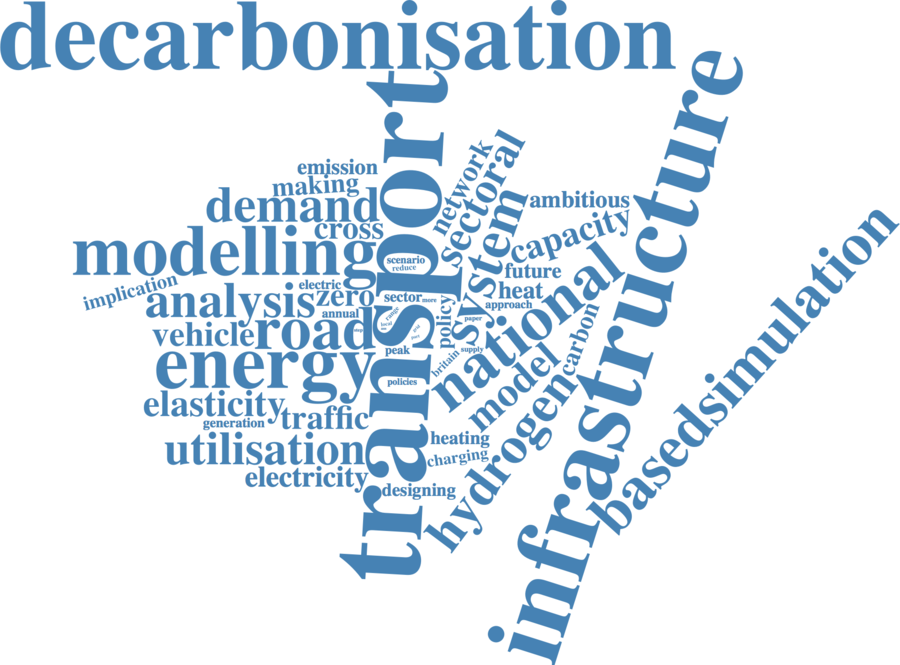 decarbonisation
transport
infrastructure
emission
making
demand
cross
modelling
implication
analysis
electric
zero
annual
vehicle
road
energy
elasticity
generation
traffic
utilisation
electricity
scenario
reduce
sector
more
range
local
peak
policies
network
sectoral
system
policy
paper
supply
britain
ambitious
capacity
future
heat
approach
national
carbon
model
hydrogen
heating
charging
designing
basedsimulation